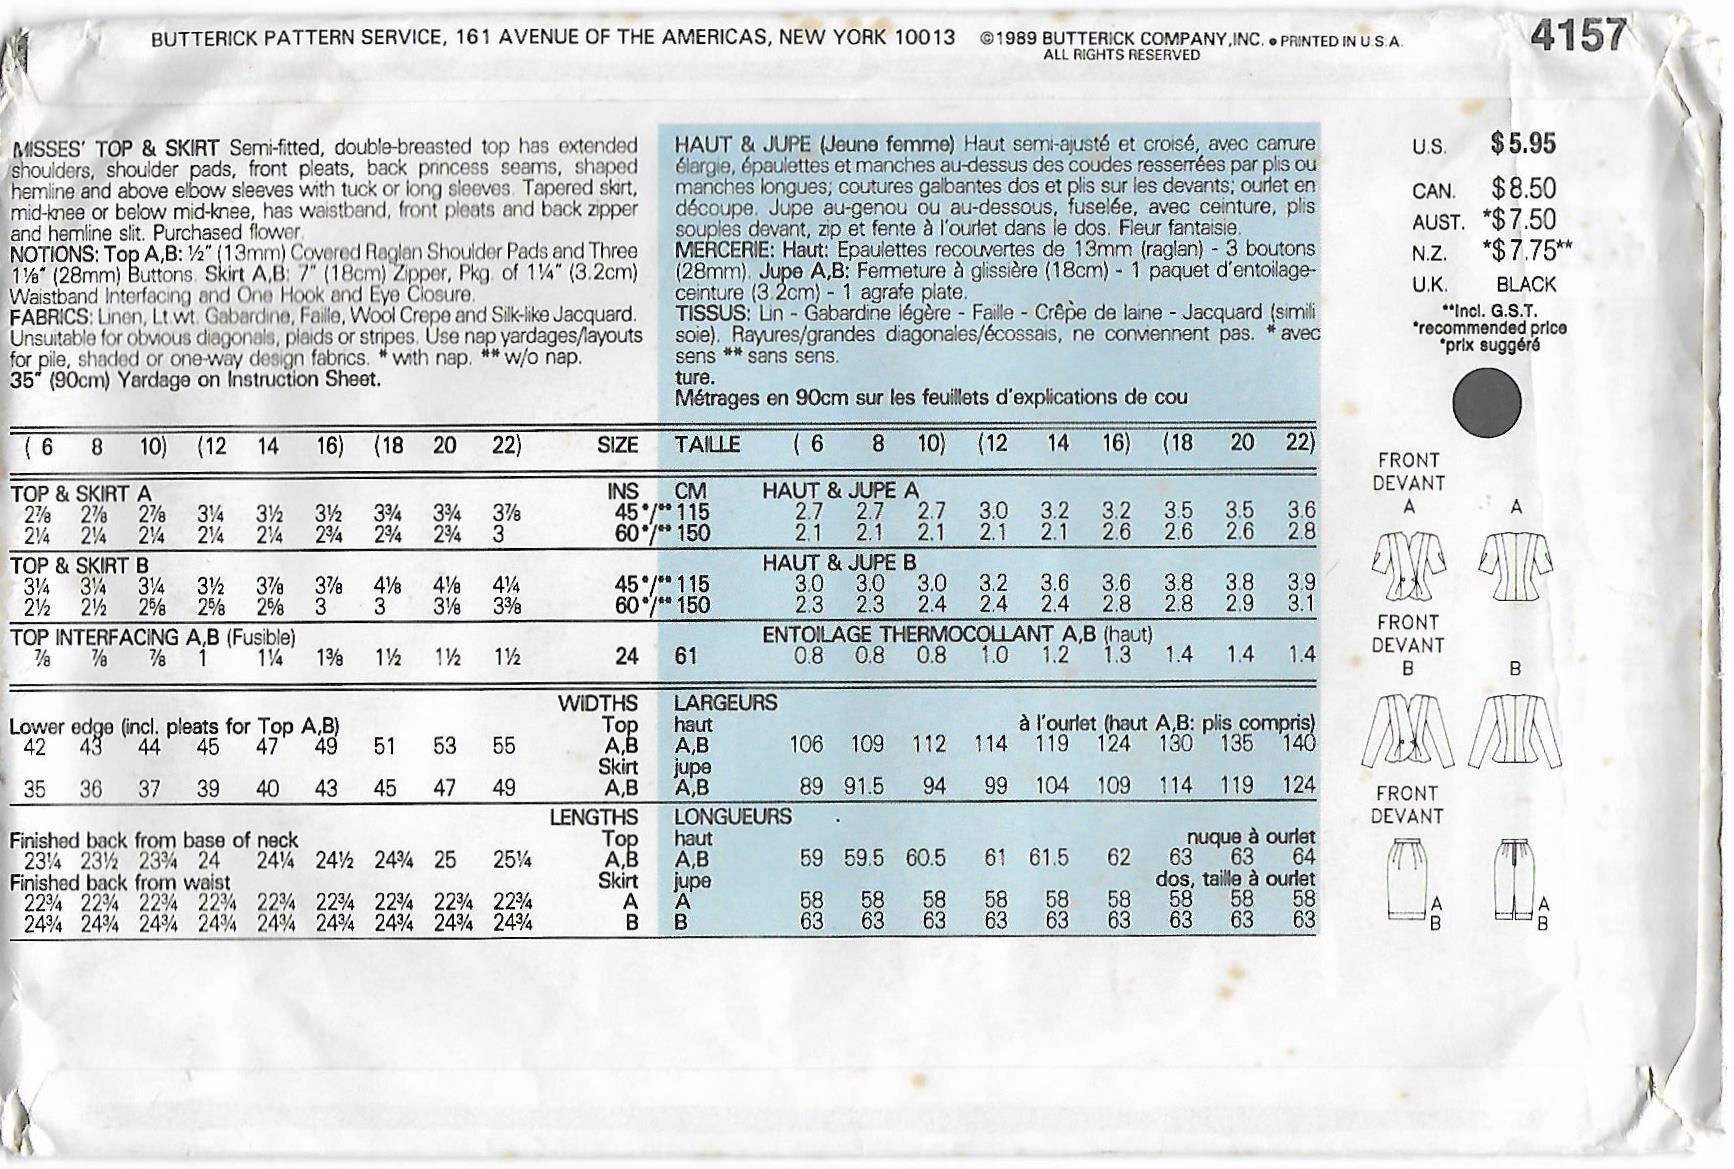 BUTTERICK PATTERN SERVICE, 161 AVENUE OF THE AMERICAS, NEW YORK 10013 ©1989 BUTTERICK COMPANY, INC. • PRINTED IN U.S.A.
ALL RIGHTS RESERVED
4157
MISSES' TOP & SKIRT Semi-fitted, double-breasted top has extended
shoulders, shoulder pads, front pleats, back princess seams, shaped
hemline and above elbow sleeves with tuck or long sleeves. Tapered skirt,
mid-knee or below mid-knee, has waistband, front pleats and back zipper
and hemline slit. Purchased flower.
NOTIONS: Top A,B: ½" (13mm) Covered Raglan Shoulder Pads and Three
1⅛" (28mm) Buttons. Skirt A,B: 7" (18cm) Zipper, Pkg. of 1¼" (3.2cm)
Waistband Interfacing and One Hook and Eye Closure.
FABRICS: Linen, Lt.wt. Gabardine, Faille, Wool Crepe and Silk-like Jacquard.
Unsuitable for obvious diagonals, plaids or stripes. Use nap yardages/layouts
for pile, shaded or one-way design fabrics. * with nap. ** w/o nap.
35" (90cm) Yardage on Instruction Sheet.
HAUT & JUPE (Jeune femme) Haut semi-ajusté et croisé, avec carrure
élargie, épaulettes et manches au-dessus des coudes resserrées par plis ou
manches longues; coutures galbantes dos et plis sur les devants; ourlet en
découpe. Jupe au-genou ou au-dessous, fuselée, avec ceinture, plis
souples devant, zip et fente à l'ourlet dans le dos. Fleur fantaisie.
MERCERIE: Haut: Epaulettes recouvertes de 13mm (raglan) - 3 boutons
(28mm). Jupe A,B: Fermeture à glissière (18cm) - 1 paquet d'entoilage-
ceinture (3.2cm) - 1 agrafe plate.
TISSUS: Lin - Gabardine légère - Faille - Crêpe de laine - Jacquard (simili
soie). Rayures/grandes diagonales/écossais, ne conviennent pas. * avec
sens ** sans sens.
ture.
Métrages en 90cm sur les feuillets d'explications de cou
U.S. $5.95
CAN. $8.50
AUST. *$7.50
N.Z. *$7.75**
U.K. BLACK
**Incl. G.S.T.
*recommended price
*prix suggéré
( 6 8 10) (12 14 16) (18 20 22) SIZE TAILLE ( 6 8 10) (12 14 16) (18 20 22)
TOP & SKIRT A INS CM HAUT & JUPE A
2⅞ 2⅞ 2⅞ 3¼ 3½ 3½ 3¾ 3¾ 3⅞ 45*/** 115 2.7 2.7 2.7 3.0 3.2 3.2 3.5 3.5 3.6
2¼ 2¼ 2¼ 2¼ 2¼ 2¾ 2¾ 2¾ 3 60*/** 150 2.1 2.1 2.1 2.1 2.1 2.6 2.6 2.6 2.8
TOP & SKIRT B HAUT & JUPE B
3¼ 3¼ 3¼ 3½ 3⅞ 3⅞ 4⅛ 4⅛ 4¼ 45*/** 115 3.0 3.0 3.0 3.2 3.6 3.6 3.8 3.8 3.9
2½ 2½ 2⅝ 2⅝ 2⅝ 3 3 3⅛ 3⅜ 60*/** 150 2.3 2.3 2.4 2.4 2.4 2.8 2.8 2.9 3.1
TOP INTERFACING A,B (Fusible) ENTOILAGE THERMOCOLLANT A,B (haut)
⅞ ⅞ ⅞ 1 1¼ 1⅜ 1½ 1½ 1½ 24 61 0.8 0.8 0.8 1.0 1.2 1.3 1.4 1.4 1.4
WIDTHS LARGEURS
Lower edge (incl. pleats for Top A,B) Top haut à l'ourlet (haut A,B: plis compris)
42 43 44 45 47 49 51 53 55 A,B A,B 106 109 112 114 119 124 130 135 140
Skirt jupe
35 36 37 39 40 43 45 47 49 A,B A,B 89 91.5 94 99 104 109 114 119 124
LENGTHS LONGUEURS
Finished back from base of neck Top haut nuque à ourlet
23¼ 23½ 23¾ 24 24¼ 24½ 24¾ 25 25¼ A,B A,B 59 59.5 60.5 61 61.5 62 63 63 64
Finished back from waist Skirt jupe dos, taille à ourlet
22¾ 22¾ 22¾ 22¾ 22¾ 22¾ 22¾ 22¾ 22¾ A A 58 58 58 58 58 58 58 58 58
24¾ 24¾ 24¾ 24¾ 24¾ 24¾ 24¾ 24¾ 24¾ B B 63 63 63 63 63 63 63 63 63
FRONT
DEVANT
A A
FRONT
DEVANT
B B
FRONT
DEVANT
A A
B B